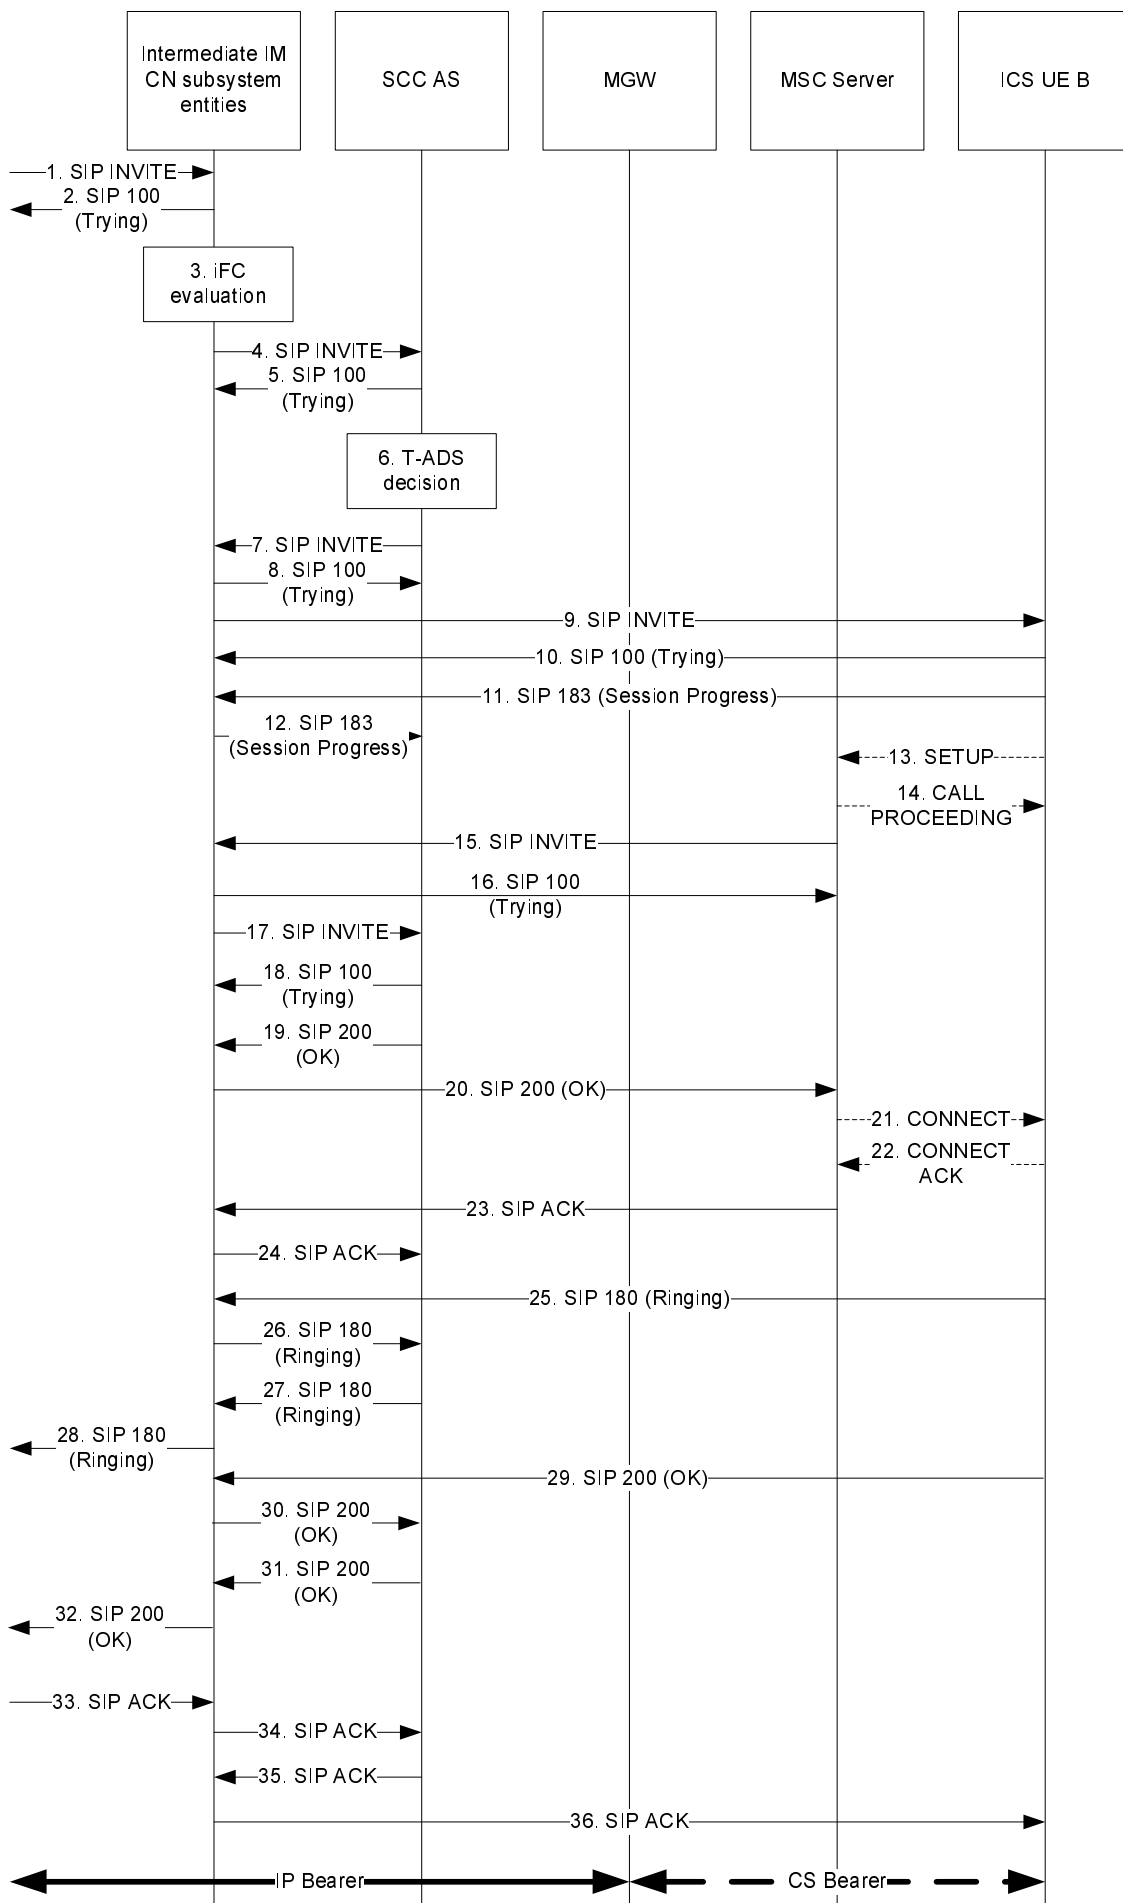 Intermediate IM
CN subsystem
entities
SCC AS
MGW
MSC Server
ICS UE B
1. SIP INVITE
2. SIP 100
(Trying)
3. iFC
evaluation
4. SIP INVITE
5. SIP 100
(Trying)
6. T-ADS
decision
7. SIP INVITE
8. SIP 100
(Trying)
9. SIP INVITE
10. SIP 100 (Trying)
11. SIP 183 (Session Progress)
12. SIP 183
(Session Progress)
13. SETUP
14. CALL
PROCEEDING
15. SIP INVITE
16. SIP 100
(Trying)
17. SIP INVITE
18. SIP 100
(Trying)
19. SIP 200
(OK)
20. SIP 200 (OK)
21. CONNECT
22. CONNECT
ACK
23. SIP ACK
24. SIP ACK
25. SIP 180 (Ringing)
26. SIP 180
(Ringing)
27. SIP 180
(Ringing)
28. SIP 180
(Ringing)
29. SIP 200 (OK)
30. SIP 200
(OK)
31. SIP 200
(OK)
32. SIP 200
(OK)
33. SIP ACK
34. SIP ACK
35. SIP ACK
36. SIP ACK
IP Bearer
CS Bearer